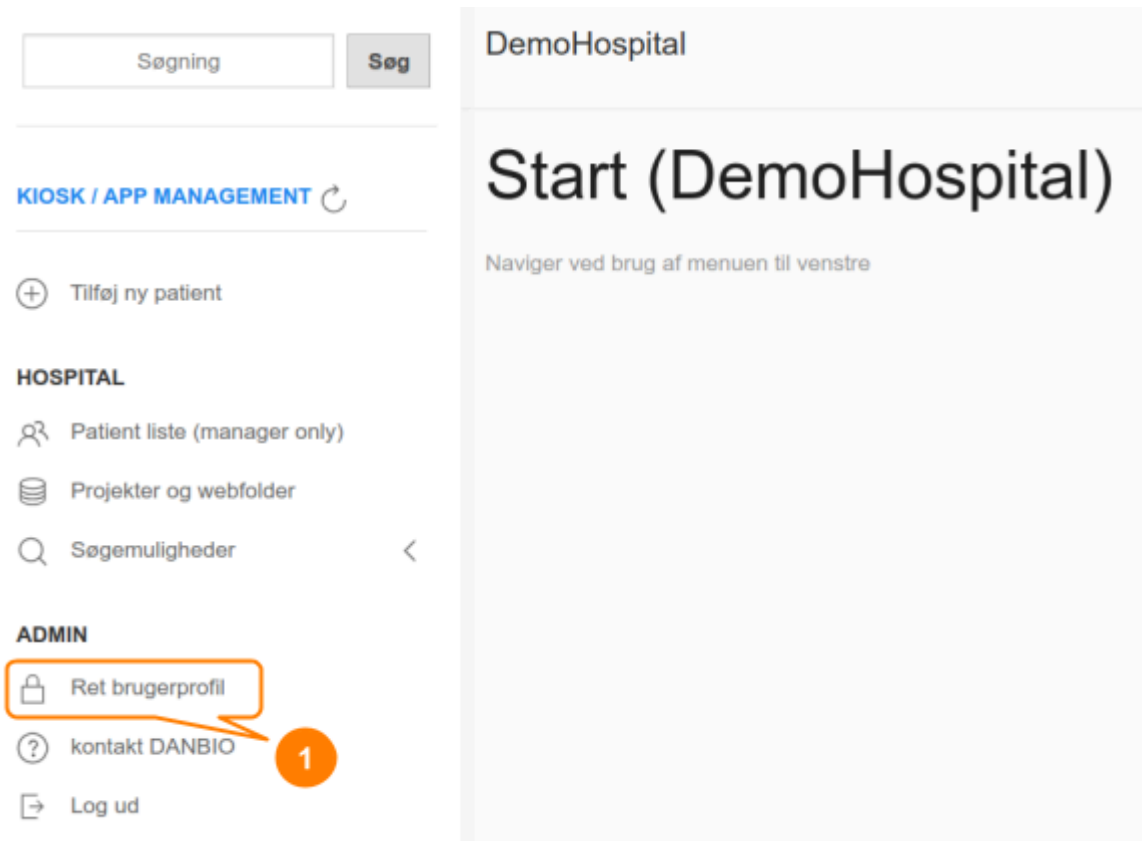 Søgning
Søg
KIOSK / APP MANAGEMENT
Tilføj ny patient
HOSPITAL
Patient liste (manager only)
Projekter og webfolder
Søgemuligheder
ADMIN
Ret brugerprofil
kontakt DANBIO
1
Log ud
DemoHospital
Start (DemoHospital)
Naviger ved brug af menuen til venstre